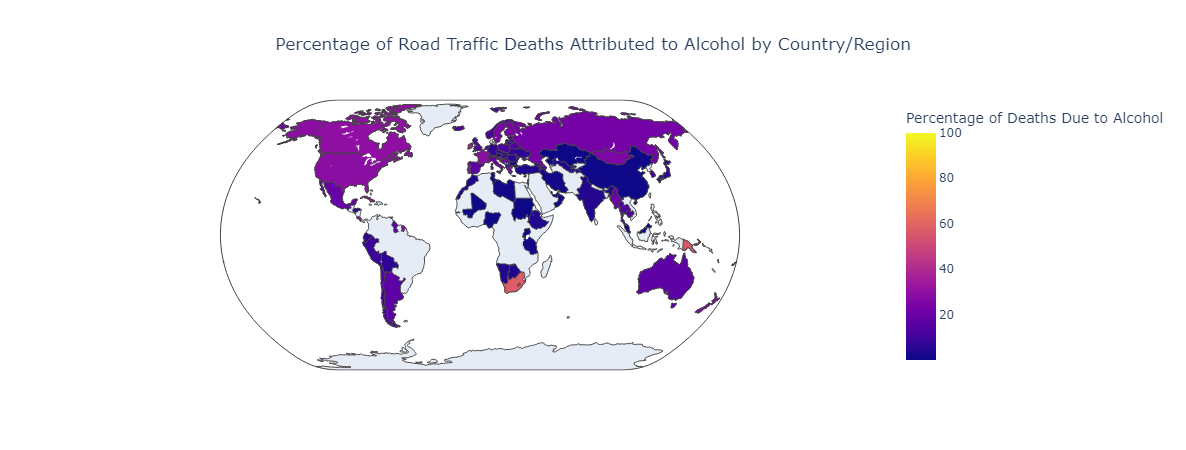 Percentage of Road Traffic Deaths Attributed to Alcohol by Country/Region
Percentage of Deaths Due to Alcohol
100
80
60
40
20